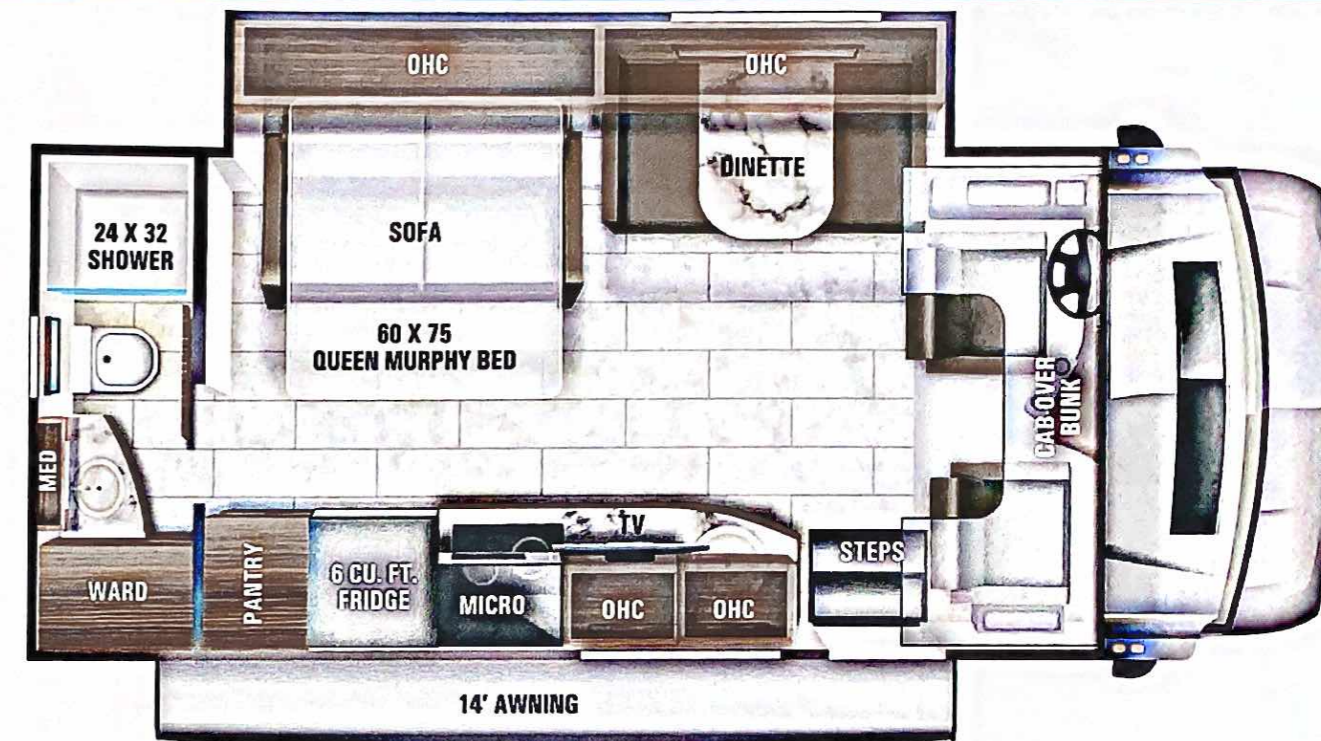 OHC
OHC
DINETTE
24 X 32
SHOWER
SOFA
60 X 75
QUEEN MURPHY BED
CAB OVER
BUNK
MED
TV
STEPS
WARD
PANTRY
6 CU. FT.
FRIDGE
MICRO
OHC
OHC
14' AWNING